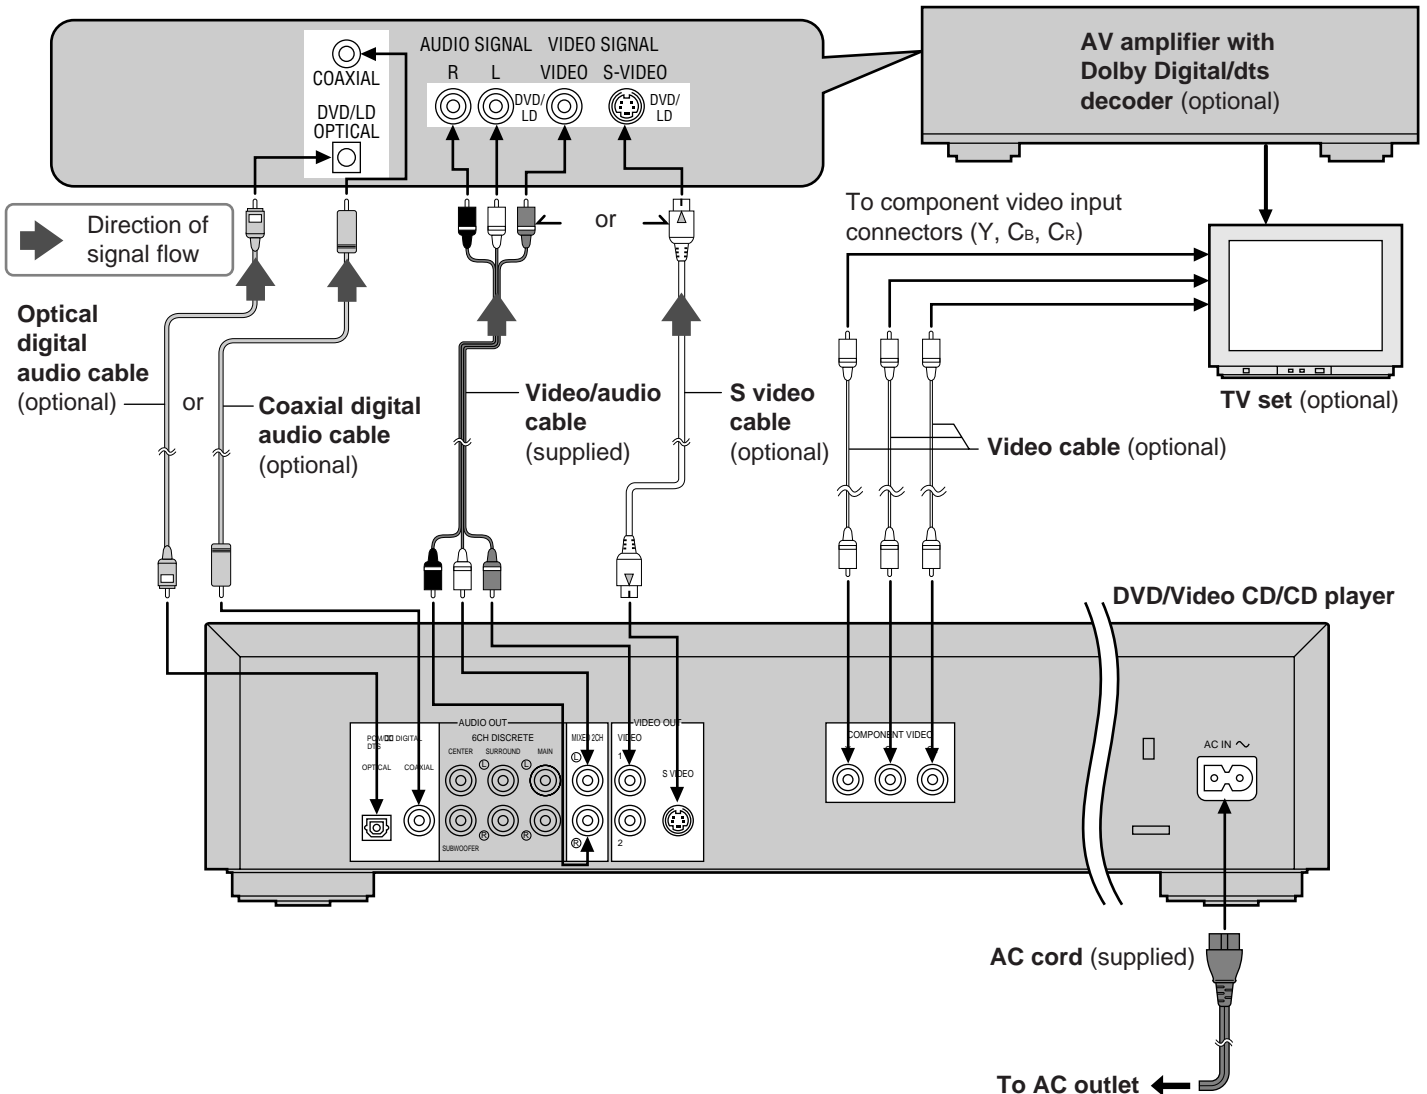 AUDIO SIGNAL VIDEO SIGNAL
R L VIDEO S-VIDEO
COAXIAL
DVD/LD
OPTICAL
DVD/
LD
DVD/
LD
AV amplifier with
Dolby Digital/dts
decoder (optional)
Direction of
signal flow
or
To component video input
connectors (Y, CB, CR)
Optical
digital
audio cable
(optional)
or
Coaxial digital
audio cable
(optional)
Video/audio
cable
(supplied)
S video
cable
(optional)
TV set (optional)
Video cable (optional)
DVD/Video CD/CD player
AUDIO OUT
VIDEO OUT
PCM/DD DIGITAL
DTS
6CH DISCRETE
MIXED 2CH
VIDEO
COMPONENT VIDEO
OPTICAL COAXIAL
CENTER SURROUND MAIN
L L L
1
S VIDEO
SUBWOOFER
R R R
2
AC IN ~
AC cord (supplied)
To AC outlet